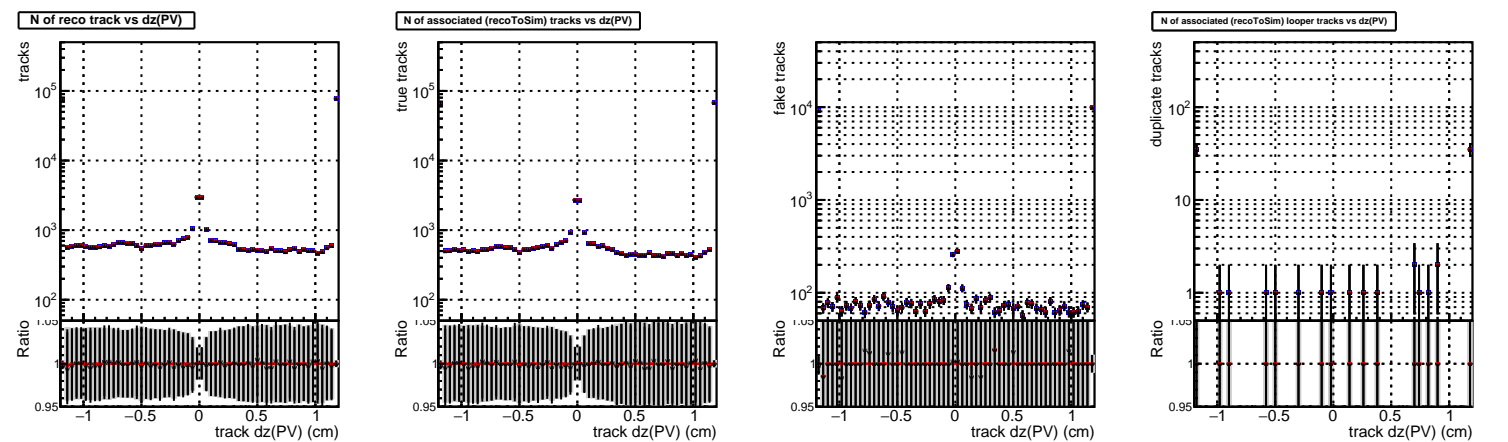 N of reco track vs dz(PV)
tracks
10^5
10^4
10^3
10^2
1.05
Ratio
1
0.95
−1 −0.5 0 0.5 1
track dz(PV) (cm)
N of associated (recoToSim) tracks vs dz(PV)
true tracks
10^5
10^4
10^3
10^2
1.05
Ratio
1
0.95
−1 −0.5 0 0.5 1
track dz(PV) (cm)
fake tracks
10^4
10^3
10^2
1.05
Ratio
1
0.95
−1 −0.5 0 0.5 1
track dz(PV) (cm)
N of associated (recoToSim) looper tracks vs dz(PV)
duplicate tracks
10^2
10
1
1.05
Ratio
1
0.95
−1 −0.5 0 0.5 1
track dz(PV) (cm)